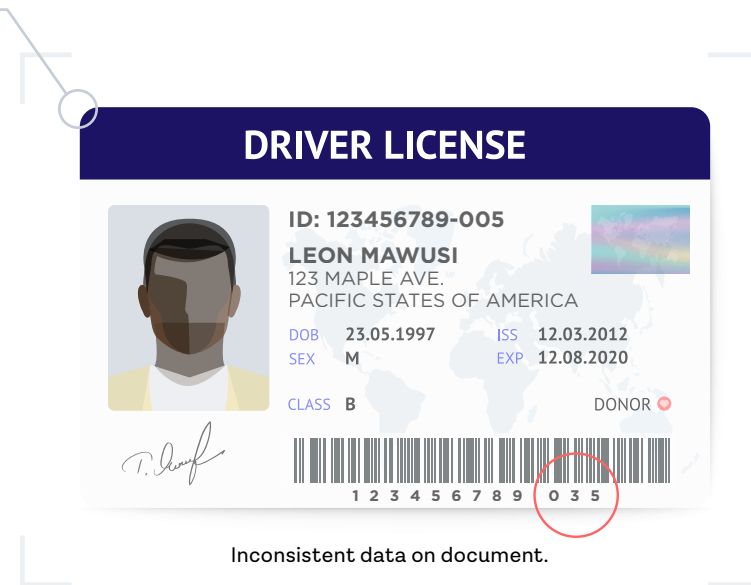 DRIVER LICENSE
ID: 123456789-005
LEON MAWUSI
123 MAPLE AVE.
PACIFIC STATES OF AMERICA
DOB 23.05.1997 ISS 12.03.2012
SEX M EXP 12.08.2020
CLASS B DONOR
1 2 3 4 5 6 7 8 9 0 3 5
Inconsistent data on document.